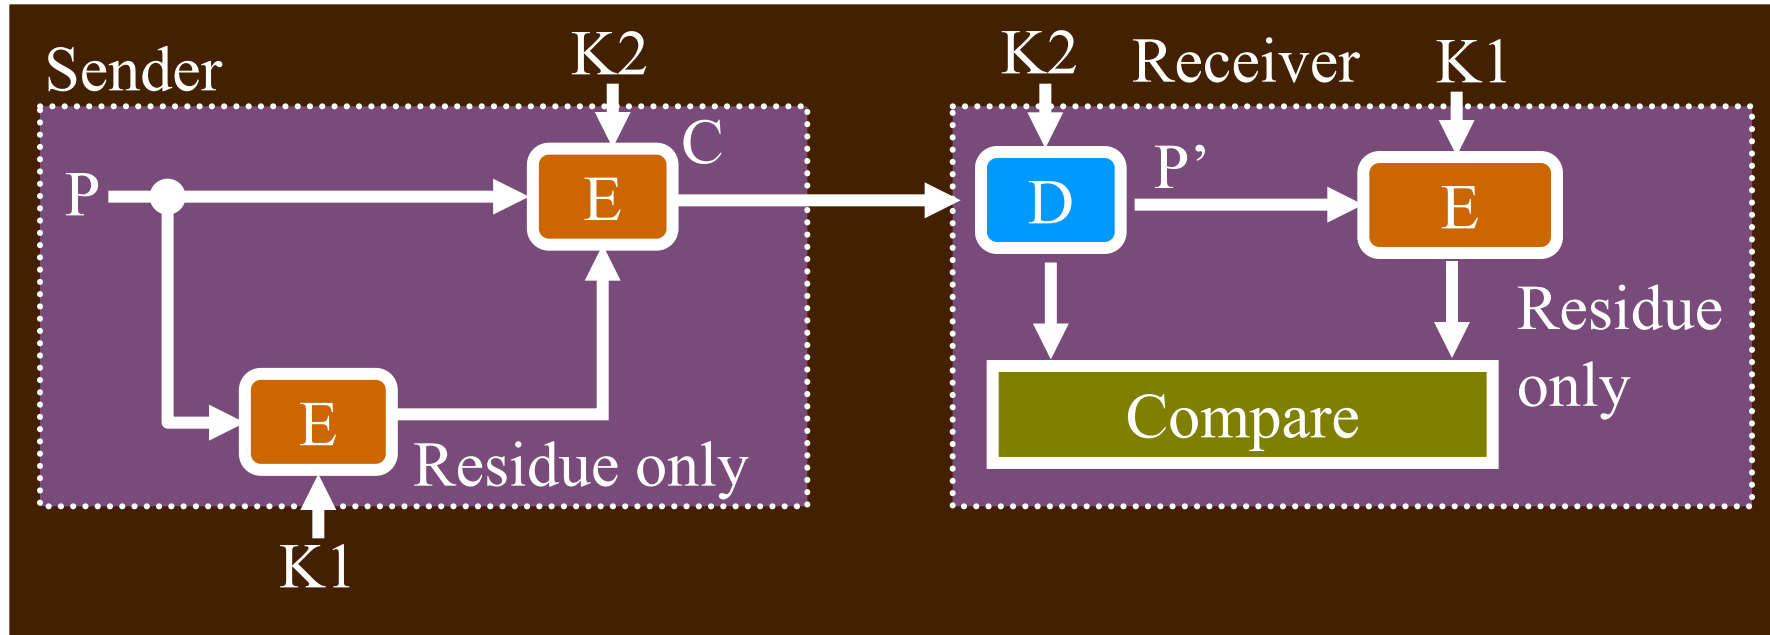 Sender
K2
C
P
E
E
Residue only
K1
K2
Receiver
K1
D
P’
E
Residue
only
Compare